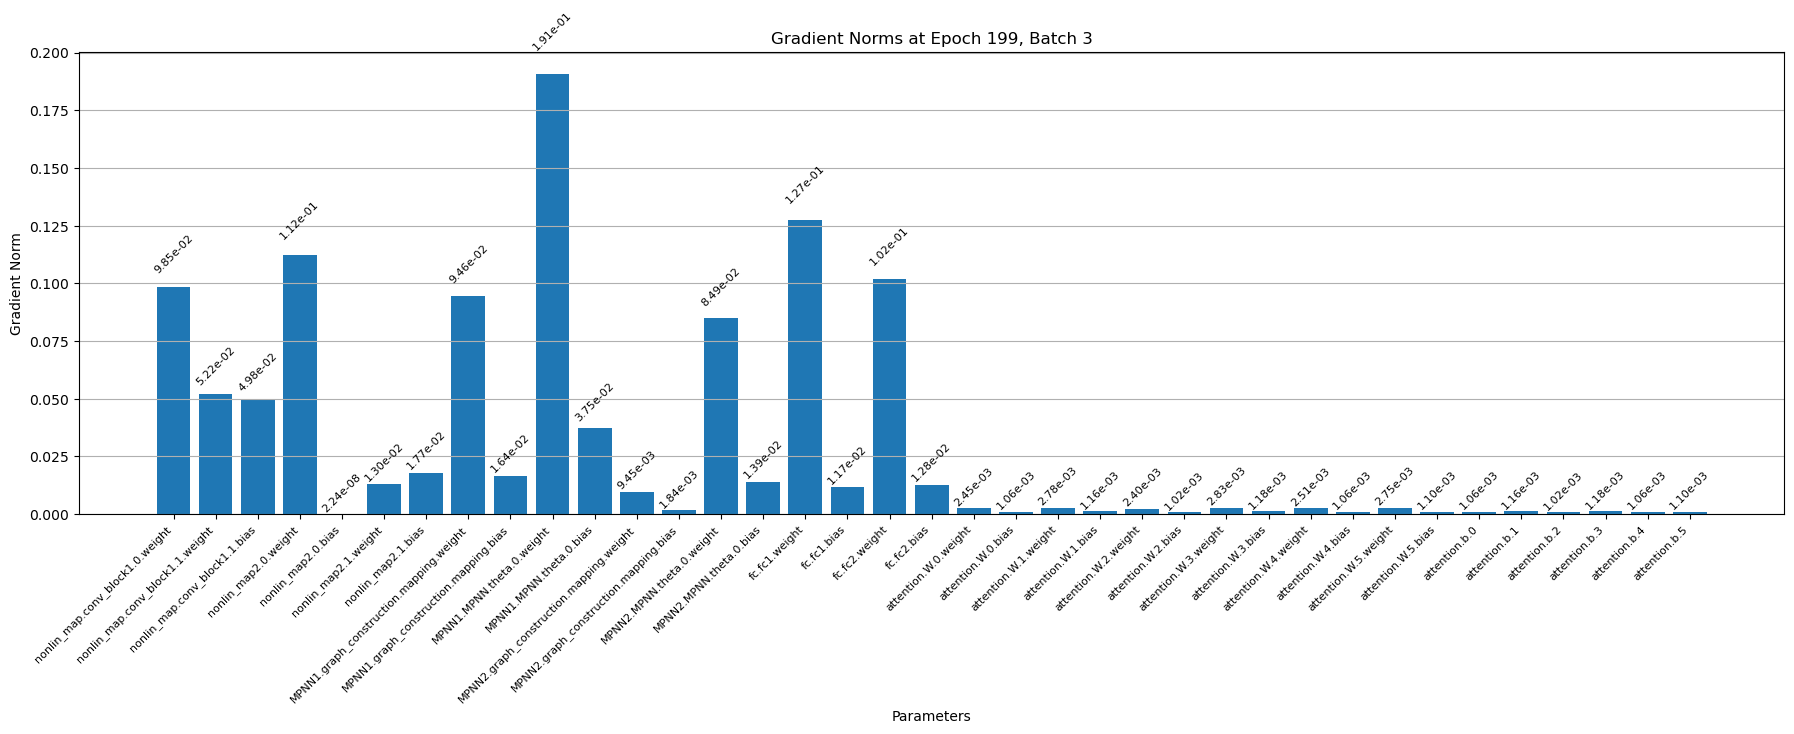 Gradient Norms at Epoch 199, Batch 3
Gradient Norm
0.200
0.175
0.150
0.125
0.100
0.075
0.050
0.025
0.000
9.85e-02
5.22e-02
4.98e-02
1.12e-01
2.24e-08
1.30e-02
1.77e-02
9.46e-02
1.64e-02
1.91e-01
3.75e-02
9.45e-03
1.84e-03
8.49e-02
1.39e-02
1.27e-01
1.17e-02
1.02e-01
1.28e-02
2.45e-03
1.06e-03
2.78e-03
1.16e-03
2.40e-03
1.02e-03
2.83e-03
1.18e-03
2.51e-03
1.06e-03
2.75e-03
1.10e-03
1.06e-03
1.16e-03
1.02e-03
1.18e-03
1.06e-03
1.10e-03
nonlin_map.conv_block1.0.weight
nonlin_map.conv_block1.1.weight
nonlin_map.conv_block1.1.bias
nonlin_map2.0.weight
nonlin_map2.0.bias
nonlin_map2.1.weight
nonlin_map2.1.bias
MPNN1.graph_construction.mapping.weight
MPNN1.graph_construction.mapping.bias
MPNN1.MPNN.theta.0.weight
MPNN1.MPNN.theta.0.bias
MPNN2.graph_construction.mapping.weight
MPNN2.graph_construction.mapping.bias
MPNN2.MPNN.theta.0.weight
MPNN2.MPNN.theta.0.bias
fc.fc1.weight
fc.fc1.bias
fc.fc2.weight
fc.fc2.bias
attention.W.0.weight
attention.W.0.bias
attention.W.1.weight
attention.W.1.bias
attention.W.2.weight
attention.W.2.bias
attention.W.3.weight
attention.W.3.bias
attention.W.4.weight
attention.W.4.bias
attention.W.5.weight
attention.W.5.bias
attention.b.0
attention.b.1
attention.b.2
attention.b.3
attention.b.4
attention.b.5
Parameters